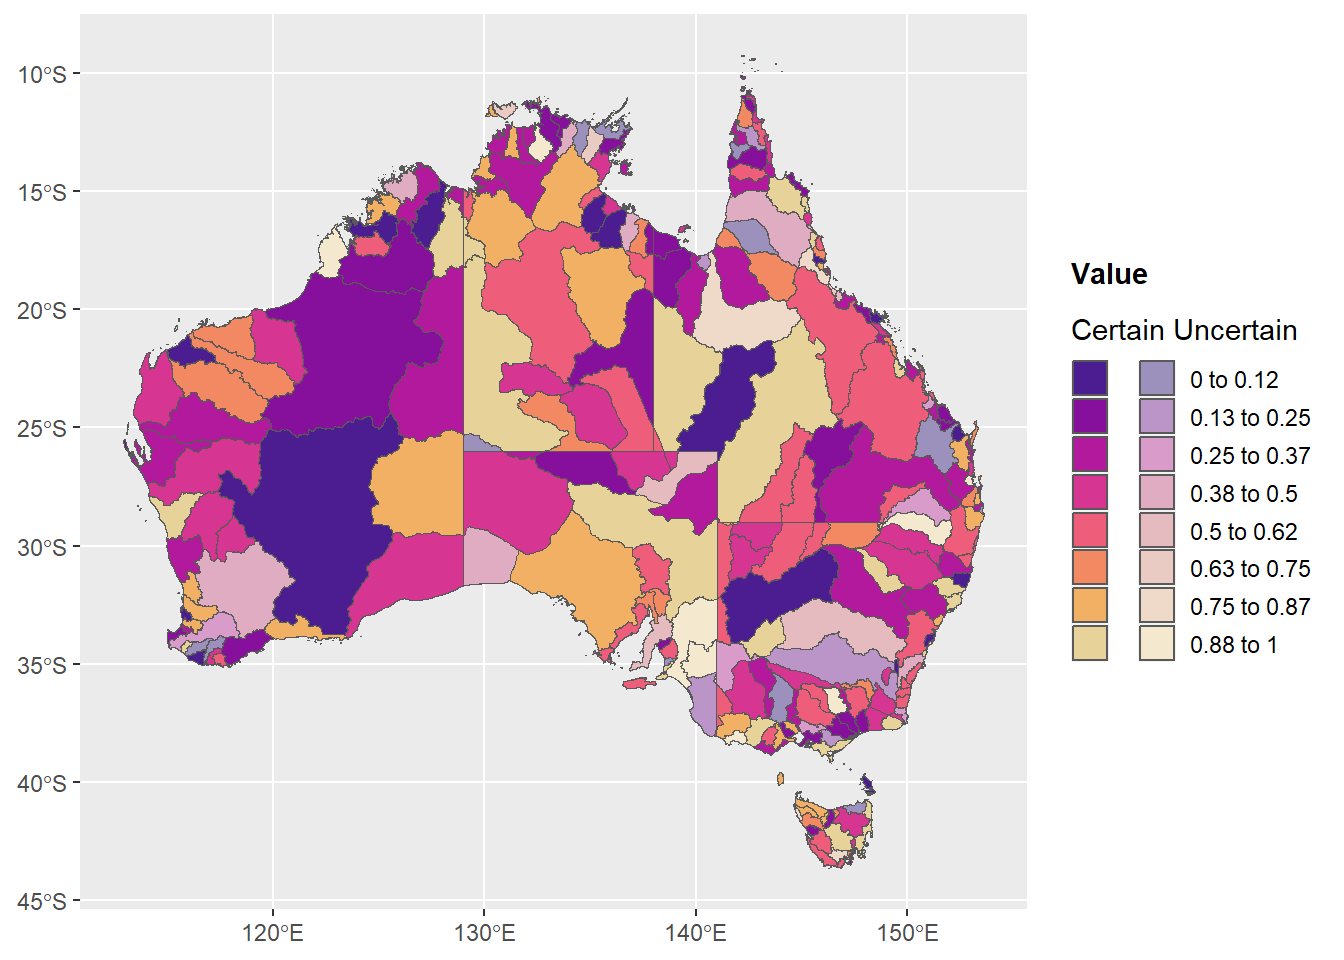 10°S
15°S
20°S
25°S
30°S
35°S
40°S
45°S
120°E
130°E
140°E
150°E
Value
Certain Uncertain
0 to 0.12
0.13 to 0.25
0.25 to 0.37
0.38 to 0.5
0.5 to 0.62
0.63 to 0.75
0.75 to 0.87
0.88 to 1